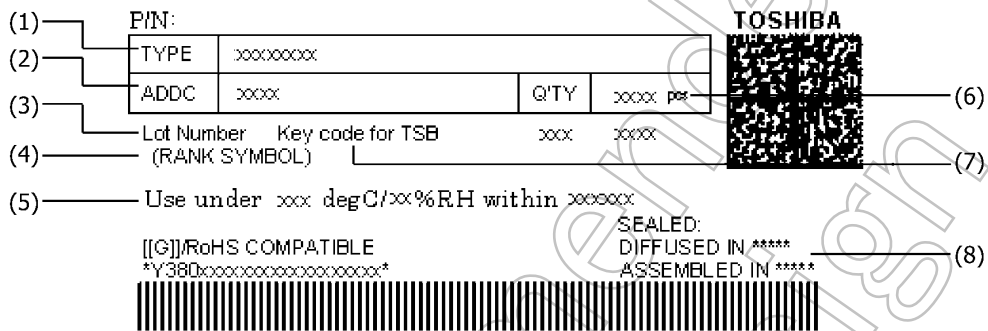 (1) P/N: TOSHIBA
TYPE xxxxxxxxx
(2) ADDC xxxx Q'TY xxxx pcs (6)
(3) Lot Number Key code for TSB xxx xxxx
(4) (RANK SYMBOL) (7)
(5) Use under xxx degC/xx%RH within xxxxxx
SEALED:
[[G]]/RoHS COMPATIBLE DIFFUSED IN ***** (8)
*Y380xxxxxxxxxxxxxxxxxx* ASSEMBLED IN *****